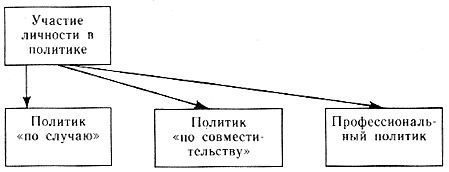 Участие
личности в
политике
Политик
«по случаю»
Политик
«по совмести-
тельству»
Профессиональ-
ный политик